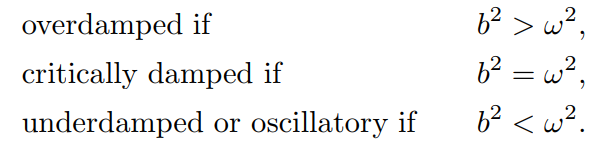 overdamped if b² > ω²,
critically damped if b² = ω²,
underdamped or oscillatory if b² < ω².